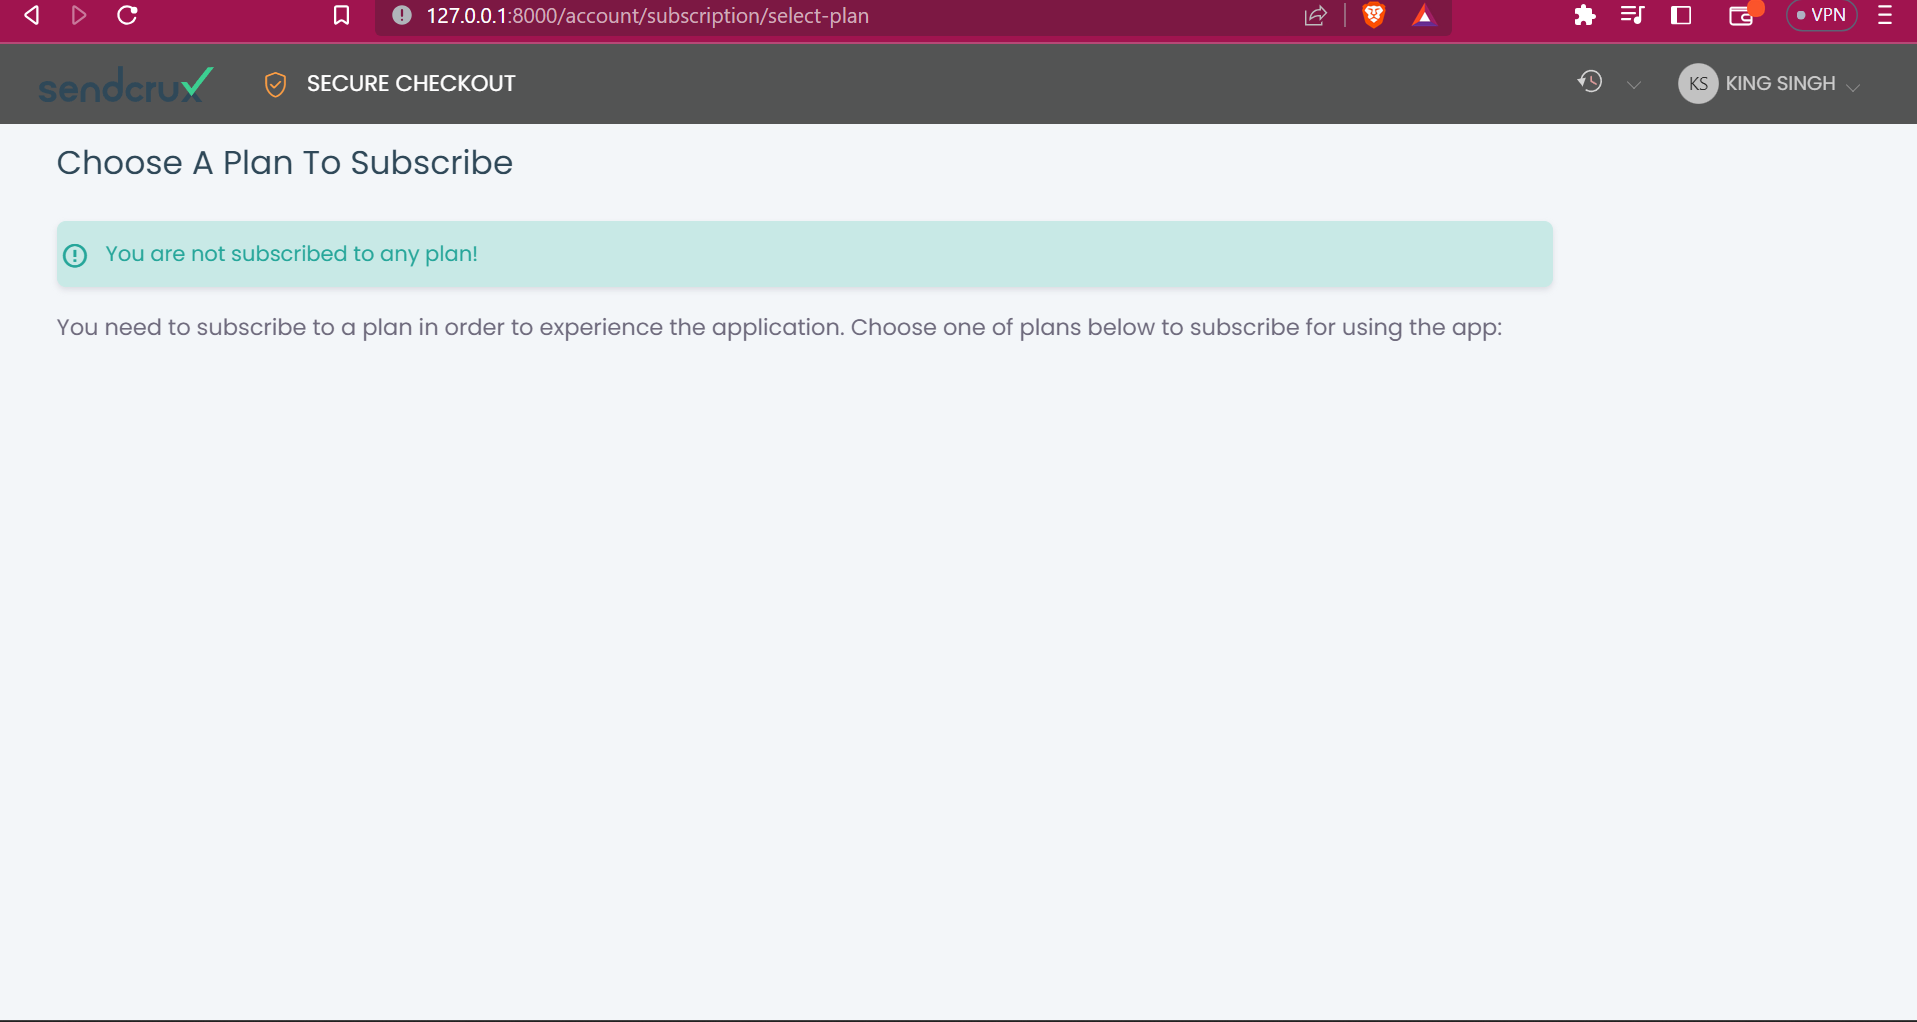 127.0.0.1:8000/account/subscription/select-plan
VPN
sendcrux
SECURE CHECKOUT
KS
KING SINGH
Choose A Plan To Subscribe
You are not subscribed to any plan!
You need to subscribe to a plan in order to experience the application. Choose one of plans below to subscribe for using the app: